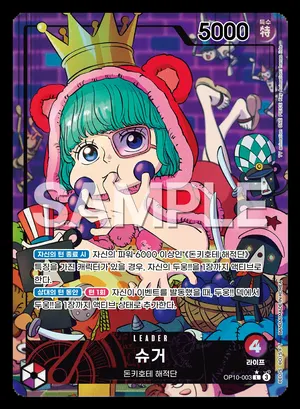 5000
특수
特
SAMPLE
자신의 턴 종료 시 자신의 파워 6000 이상인 《돈키호테 해적단》
특징을 가진 캐릭터가 있을 경우, 자신의 두웅!!을 1장까지 액티브로
한다.
상대의 턴 동안 턴 1회 자신이 이벤트를 발동했을 때, 두웅!! 덱에서
두웅!!을 1장까지 액티브 상태로 추가한다.
LEADER
슈거
돈키호테 해적단
4
라이프
OP10-003 L 3